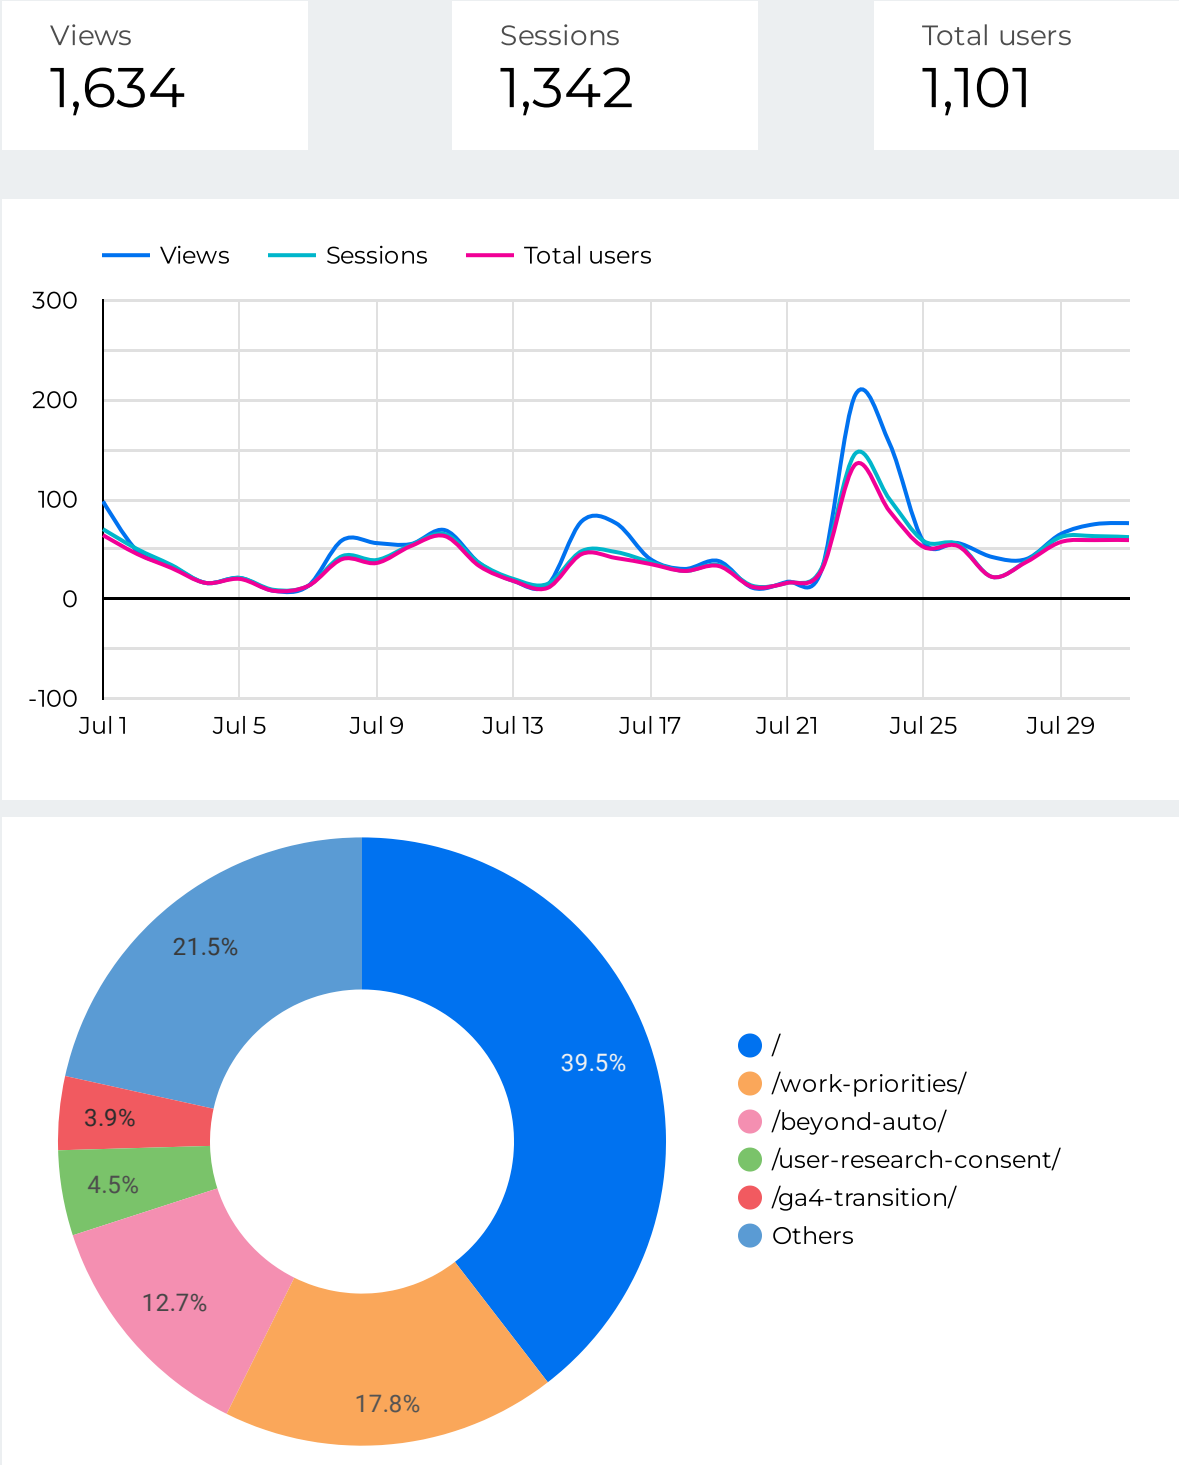 Views
1,634
Sessions
1,342
Total users
1,101
Views Sessions Total users
300
200
100
0
-100
Jul 1 Jul 5 Jul 9 Jul 13 Jul 17 Jul 21 Jul 25 Jul 29
21.5%
39.5%
3.9%
4.5%
12.7%
17.8%
/
/work-priorities/
/beyond-auto/
/user-research-consent/
/ga4-transition/
Others